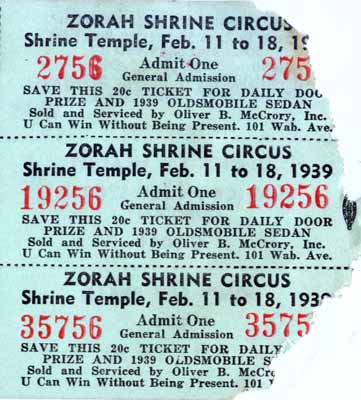 ZORAH SHRINE CIRCUS
Shrine Temple, Feb. 11 to 18, 19
2756 Admit One 275
General Admission
SAVE THIS 20c TICKET FOR DAILY DOO
PRIZE AND 1939 OLDSMOBILE SEDAN
Sold and Serviced by Oliver B. McCrory, Inc.
U Can Win Without Being Present. 101 Wab. Ave.
ZORAH SHRINE CIRCUS
Shrine Temple, Feb. 11 to 18, 1939
19256 Admit One 19256
General Admission
SAVE THIS 20c TICKET FOR DAILY DOOR
PRIZE AND 1939 OLDSMOBILE SEDAN
Sold and Serviced by Oliver B. McCrory, Inc.
U Can Win Without Being Present. 101 Wab. Ave.
ZORAH SHRINE CIRCUS
Shrine Temple, Feb. 11 to 18, 1939
35756 Admit One 3575
General Admission
SAVE THIS 20c TICKET FOR DAILY
PRIZE AND 1939 OLDSMOBILE S
Sold and Serviced by Oliver B. McCro
U Can Win Without Being Present. 101